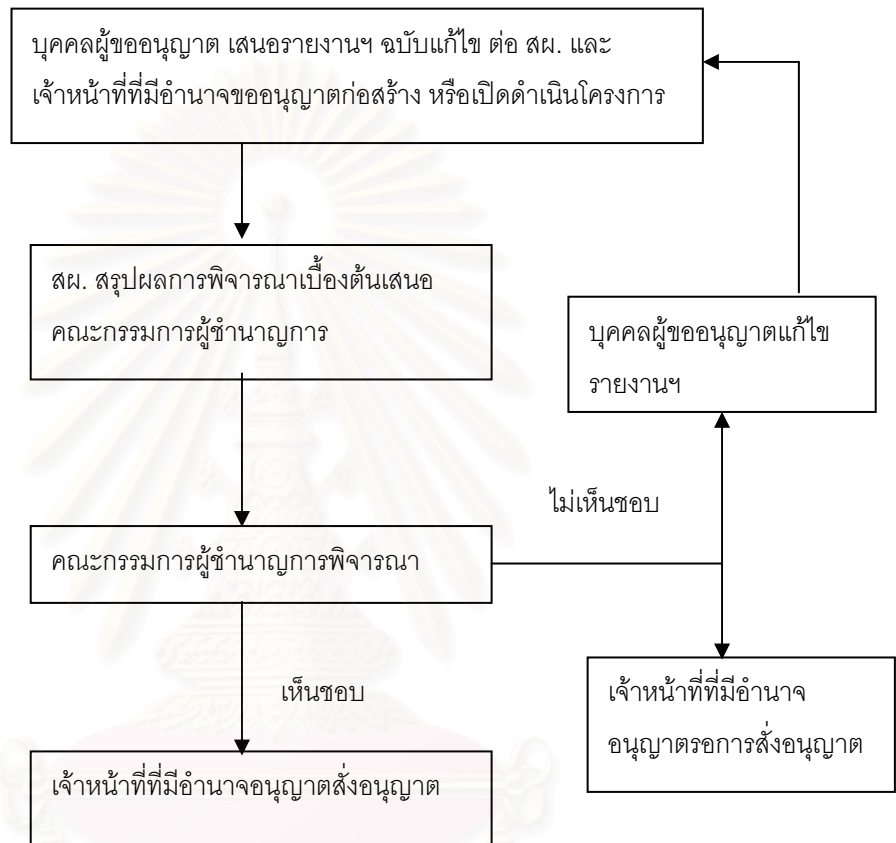 บุคคลผู้ขออนุญาต เสนอรายงานฯ ฉบับแก้ไข ต่อ สผ. และ
เจ้าหน้าที่ที่มีอำนาจขออนุญาตก่อสร้าง หรือเปิดดำเนินโครงการ
สผ. สรุปผลการพิจารณาเบื้องต้นเสนอ
คณะกรรมการผู้ชำนาญการ
บุคคลผู้ขออนุญาตแก้ไข
รายงานฯ
ไม่เห็นชอบ
คณะกรรมการผู้ชำนาญการพิจารณา
เห็นชอบ
เจ้าหน้าที่ที่มีอำนาจ
อนุญาตรอการสั่งอนุญาต
เจ้าหน้าที่ที่มีอำนาจอนุญาตสั่งอนุญาต